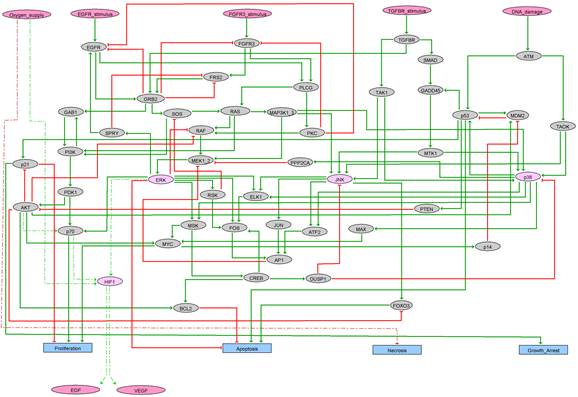 Oxygen_supply EGFR_stimulus FGFR3_stimulus TGFBR_stimulus DNA_damage
EGFR FGFR3 TGFBR ATM
SMAD
FRS2 PLCG TAK1 GADD45
GRB2
GAB1 SOS RAS MAP3K1_3 p53 MDM2
SPRY RAF PKC TAOK
PI3K MEK1_2 PPP2CA MTK1
p21 ERK JNK p38
PDK1 RSK ELK1
AKT PTEN
p70 MSK FOS JUN ATF2 MAX
MYC AP1 p14
HIF1 CREB DUSP1
BCL2 FOXO3
Proliferation Apoptosis Necrosis Growth_Arrest
EGF VEGF